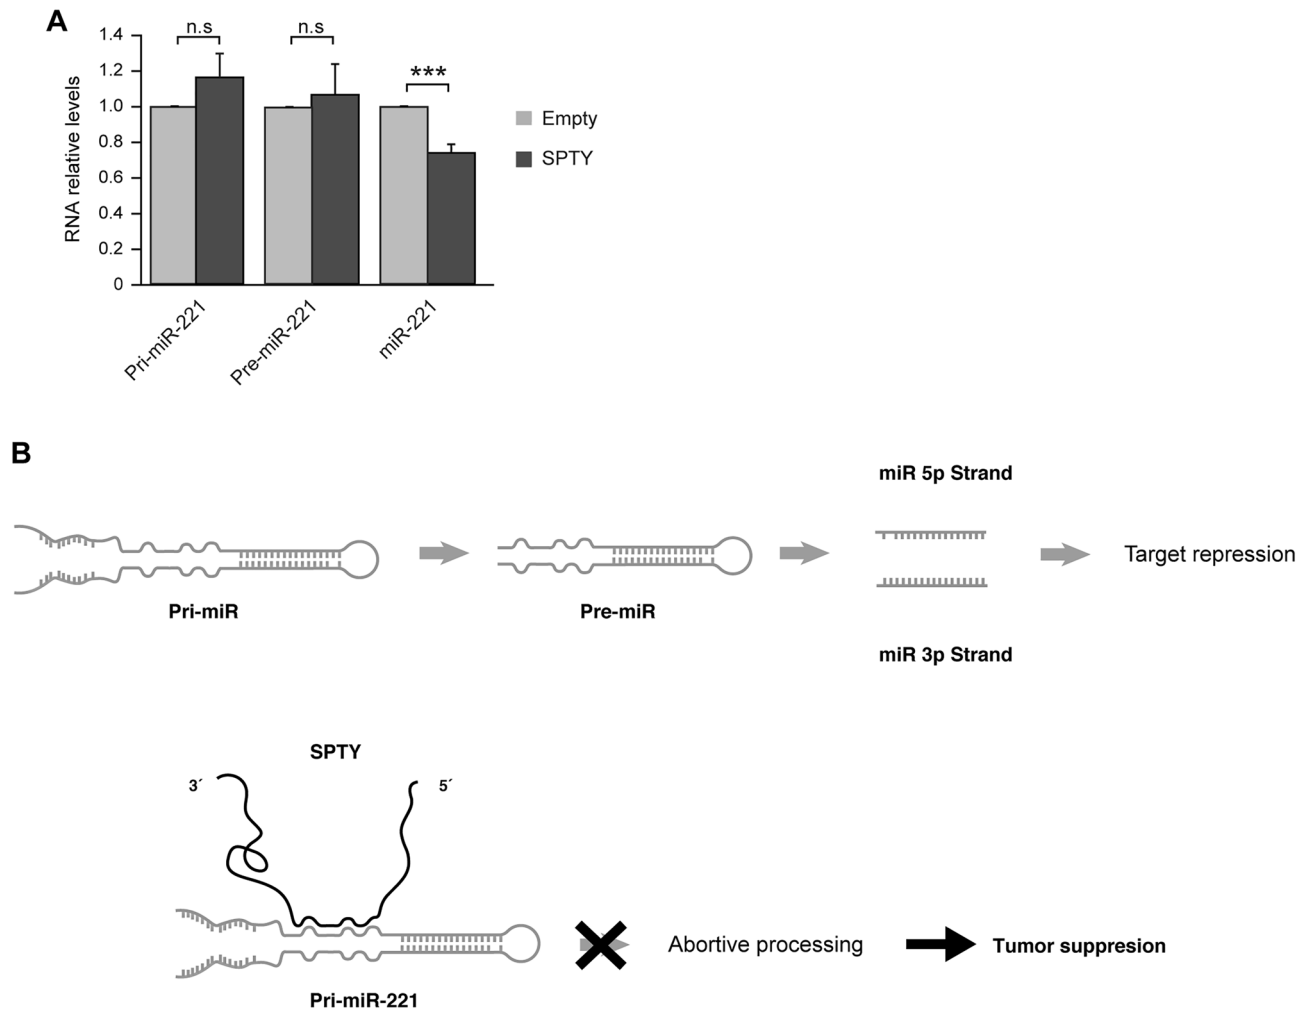 A
n.s
n.s
***
1.4
1.2
1.0
0.8
0.6
0.4
0.2
0
RNA relative levels
Empty
SPTY
Pri-miR-221
Pre-miR-221
miR-221
B
miR 5p Strand
Target repression
Pri-miR
Pre-miR
miR 3p Strand
SPTY
3´
5´
Abortive processing
Tumor suppresion
Pri-miR-221